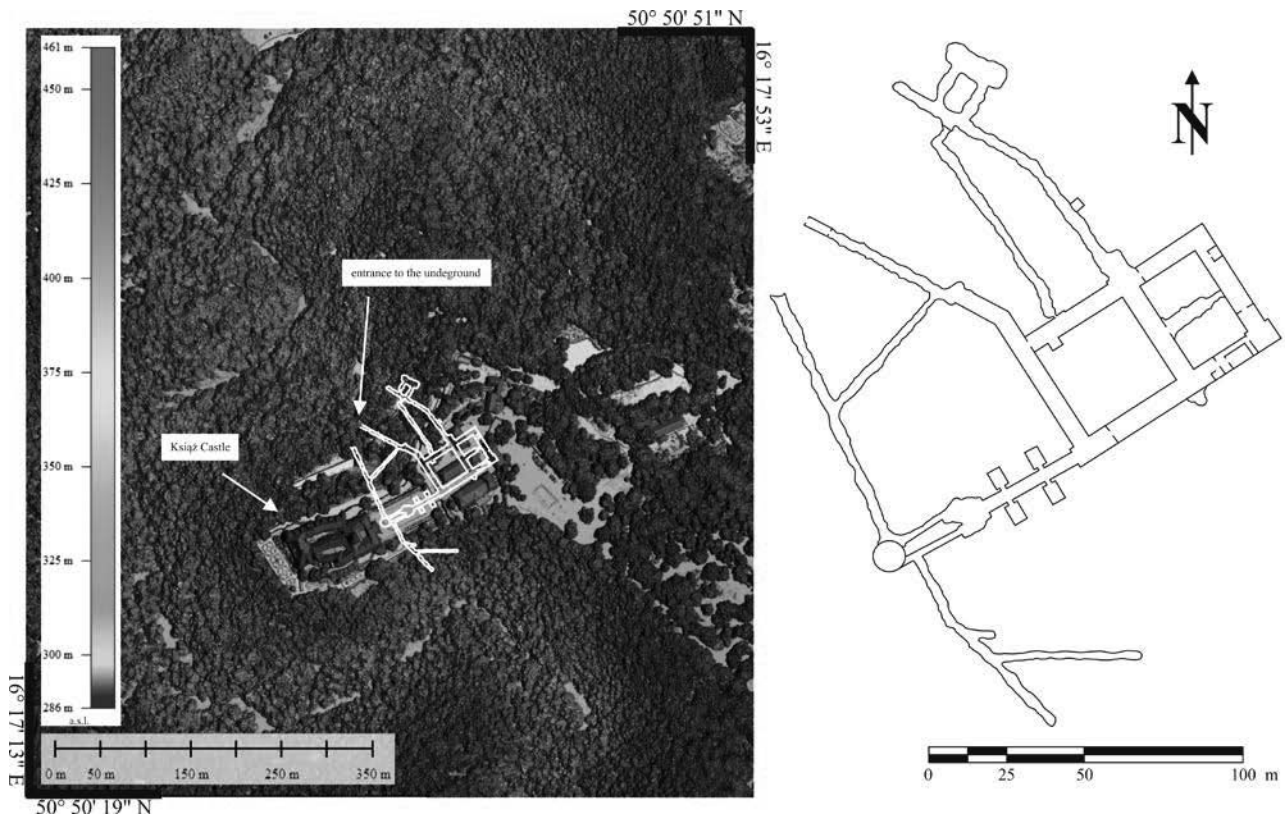 50° 50' 51" N
16° 17' 53" E
461 m
450 m
425 m
400 m
375 m
350 m
325 m
300 m
286 m
a.s.l.
entrance to the undeground
Książ Castle
0 m 50 m 150 m 250 m 350 m
16° 17' 13" E
50° 50' 19" N
N
0 25 50 100 m